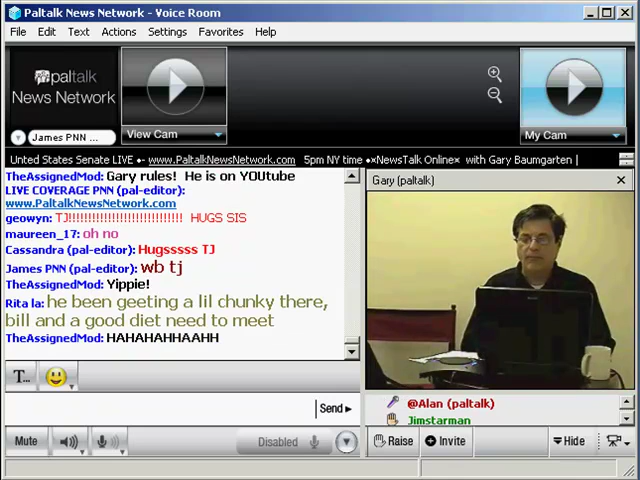 Paltalk News Network - Voice Room
File Edit Text Actions Settings Favorites Help
paltalk
News Network
James PNN ...
View Cam
My Cam
United States Senate LIVE •- www.PaltalkNewsNetwork.com 5pm NY time •×NewsTalk Online×• with Gary Baumgarten |
TheAssignedMod: Gary rules! He is on YOUtube
LIVE COVERAGE PNN (pal-editor):
www.PaltalkNewsNetwork.com
geowyn: TJ!!!!!!!!!!!!!!!!!!!!!!!!!!!!!! HUGS SIS
maureen_17: oh no
Cassandra (pal-editor): Hugsssss TJ
James PNN (pal-editor): wb tj
TheAssignedMod: Yippie!
Rita la: he been geeting a lil chunky there,
bill and a good diet need to meet
TheAssignedMod: HAHAHAHHAAHH
Gary (paltalk)
T...
Send
@Alan (paltalk)
Jimstarman
Mute
Disabled
Raise
Invite
Hide